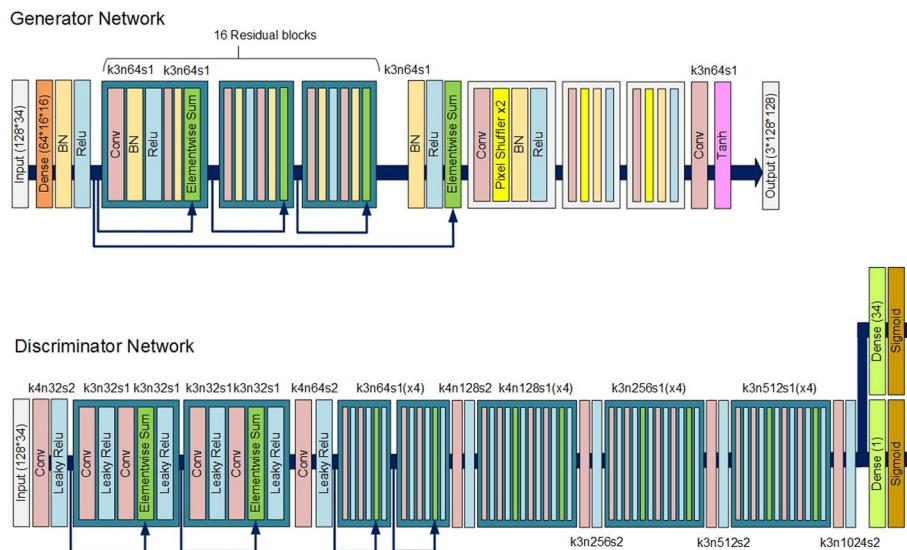 Generator Network
16 Residual blocks
k3n64s1 k3n64s1 k3n64s1 k3n64s1
Input (128*34)
Dense (64*16*16)
BN
Relu
Conv
BN
Relu
Elementwise Sum
BN
Relu
Elementwise Sum
Conv
Pixel Shuffler x2
BN
Relu
Conv
Tanh
Output (3*128*128)
Discriminator Network
k4n32s2 k3n32s1 k3n32s1 k3n32s1 k3n32s1 k4n64s2 k3n64s1(x4) k4n128s2 k4n128s1(x4) k3n256s1(x4) k3n512s1(x4)
Input (128*34)
Conv
Leaky Relu
Conv
Leaky Relu
Conv
Elementwise Sum
Leaky Relu
Conv
Leaky Relu
Conv
Elementwise Sum
Leaky Relu
Conv
Leaky Relu
Dense (34)
Sigmoid
Dense (1)
Sigmoid
k3n256s2 k3n512s2 k3n1024s2